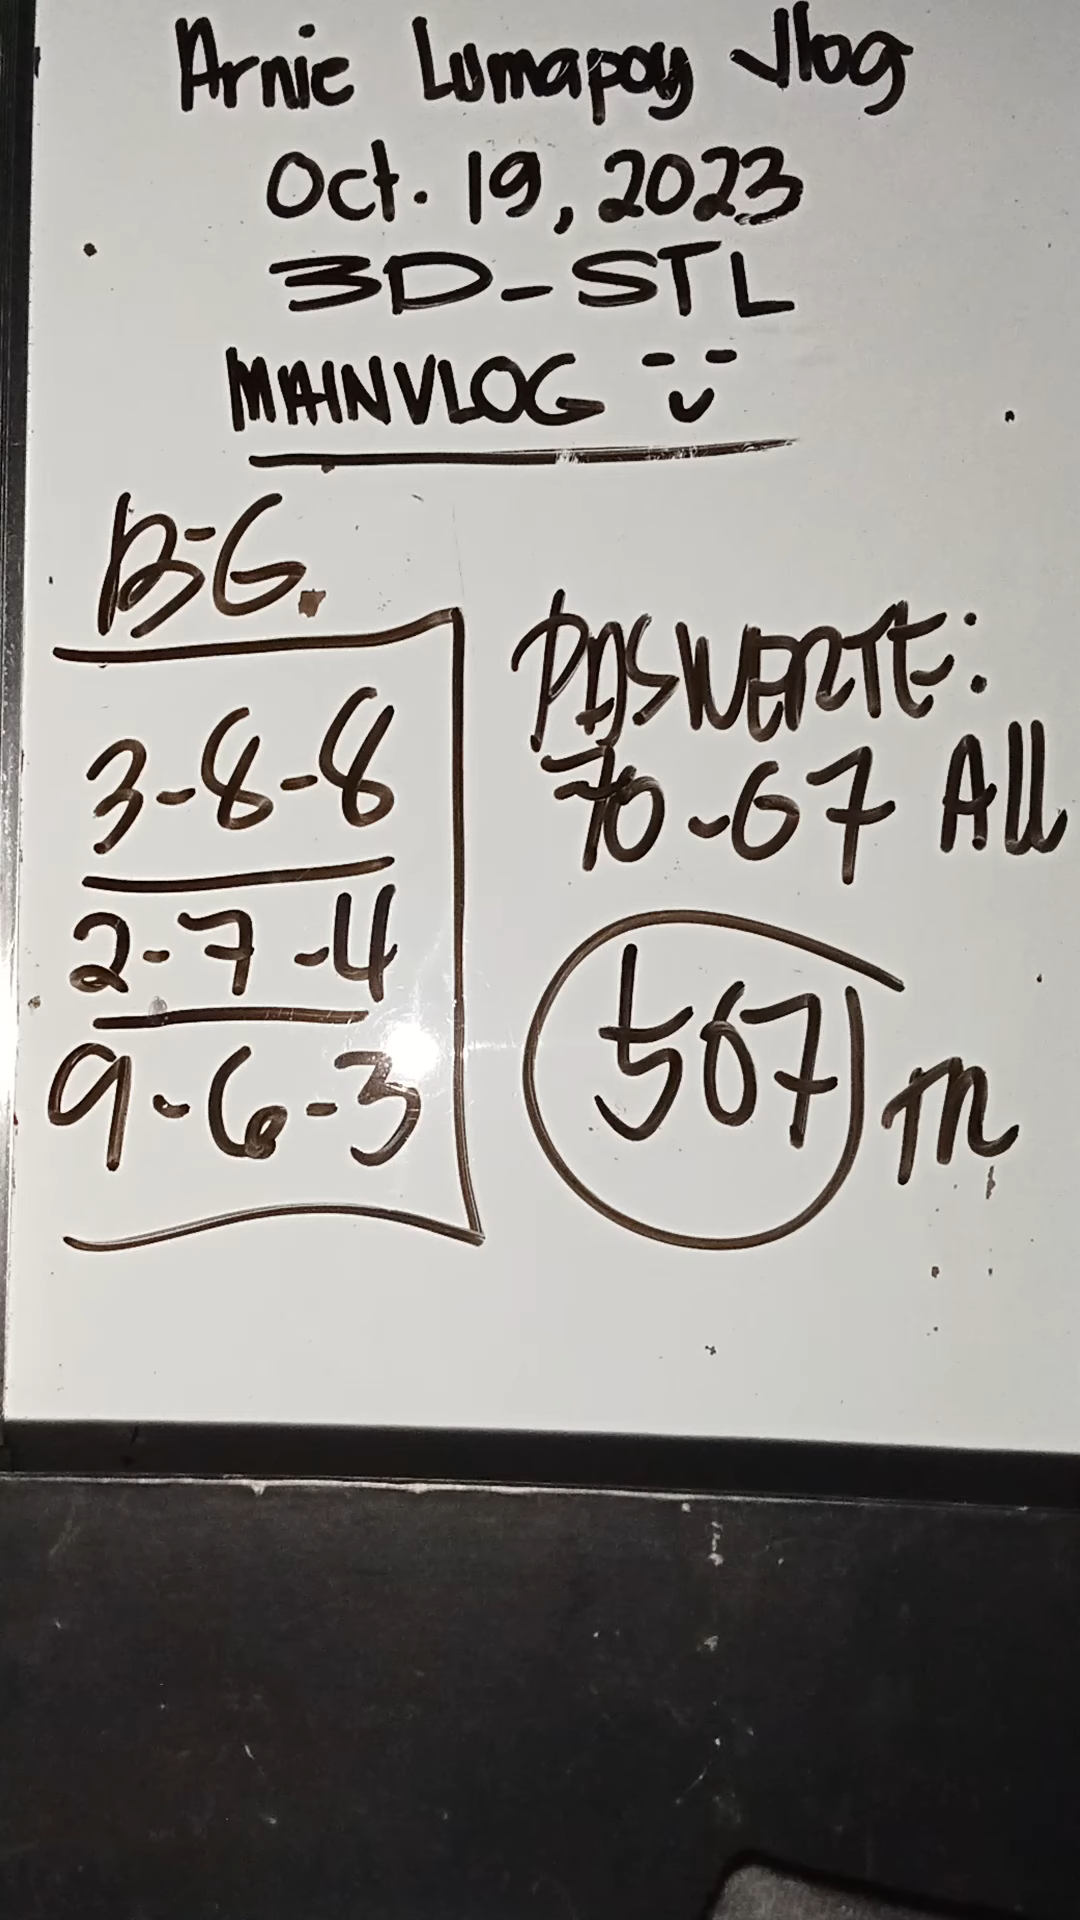 Arnie Lumapoy Vlog
Oct. 19, 2023
3D-STL
MAINVLOG
B-G.
3-8-8
2-7-4
9-6-3
PASWERTE:
70-67 All
567